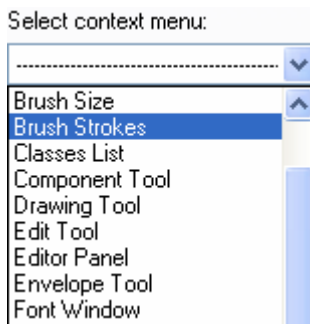 Select context menu:
----------------------------------------
Brush Size
Brush Strokes
Classes List
Component Tool
Drawing Tool
Edit Tool
Editor Panel
Envelope Tool
Font Window